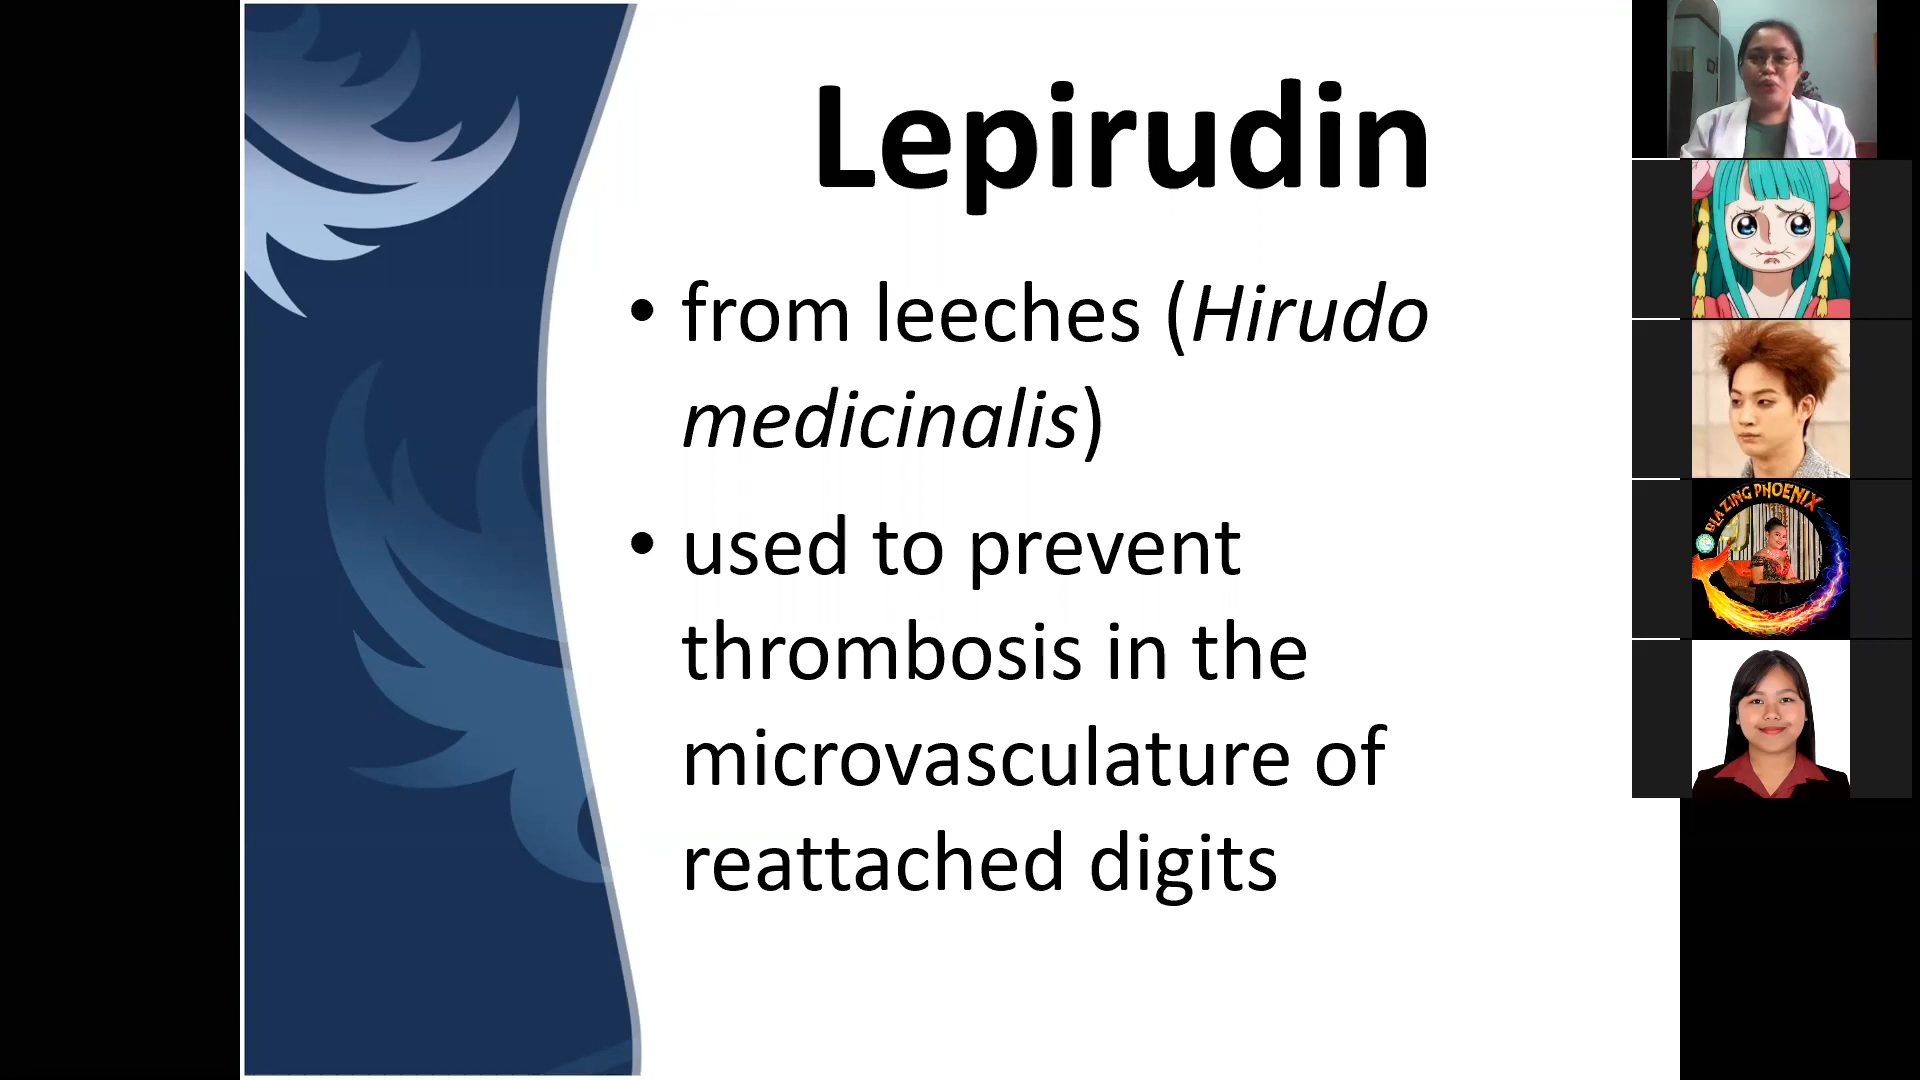 Lepirudin
• from leeches (Hirudo
medicinalis)
• used to prevent
thrombosis in the
microvasculature of
reattached digits
BLAZING PHOENIX